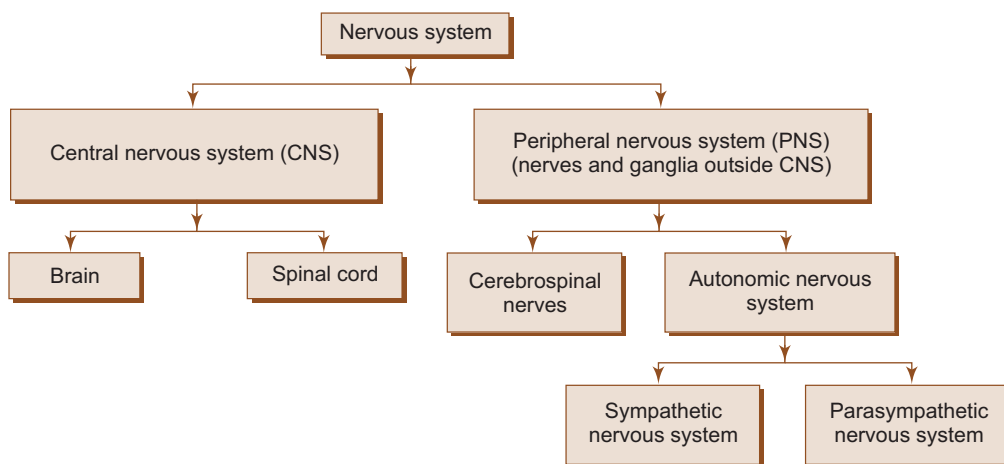 Nervous system
Central nervous system (CNS)
Peripheral nervous system (PNS)
(nerves and ganglia outside CNS)
Brain
Spinal cord
Cerebrospinal
nerves
Autonomic nervous
system
Sympathetic
nervous system
Parasympathetic
nervous system